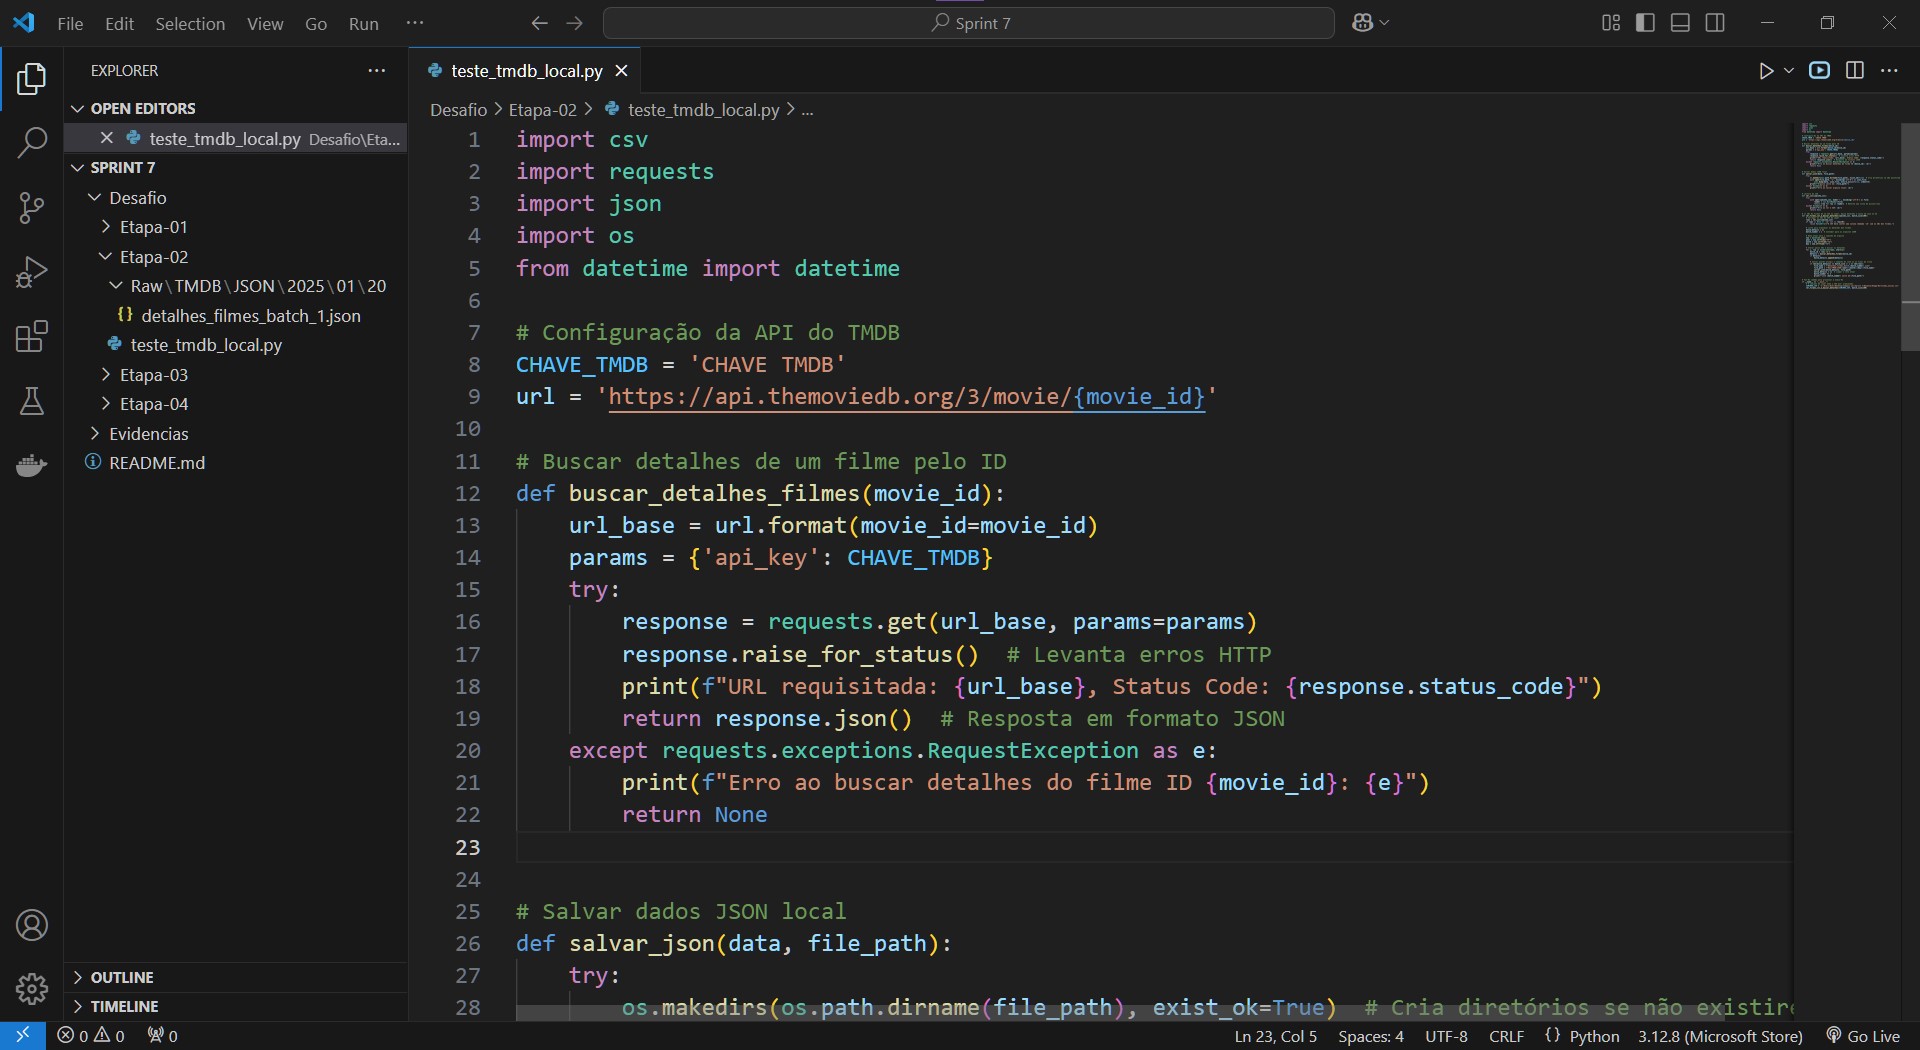 File Edit Selection View Go Run ... Sprint 7
EXPLORER ...
OPEN EDITORS
teste_tmdb_local.py Desafio\Eta...
SPRINT 7
Desafio
Etapa-01
Etapa-02
Raw\TMDB\JSON\2025\01\20
{} detalhes_filmes_batch_1.json
teste_tmdb_local.py
Etapa-03
Etapa-04
Evidencias
README.md
OUTLINE
TIMELINE
teste_tmdb_local.py
Desafio > Etapa-02 > teste_tmdb_local.py > ...
1 import csv
2 import requests
3 import json
4 import os
5 from datetime import datetime
6
7 # Configuração da API do TMDB
8 CHAVE_TMDB = 'CHAVE TMDB'
9 url = 'https://api.themoviedb.org/3/movie/{movie_id}'
10
11 # Buscar detalhes de um filme pelo ID
12 def buscar_detalhes_filmes(movie_id):
13     url_base = url.format(movie_id=movie_id)
14     params = {'api_key': CHAVE_TMDB}
15     try:
16         response = requests.get(url_base, params=params)
17         response.raise_for_status()  # Levanta erros HTTP
18         print(f"URL requisitada: {url_base}, Status Code: {response.status_code}")
19         return response.json()  # Resposta em formato JSON
20     except requests.exceptions.RequestException as e:
21         print(f"Erro ao buscar detalhes do filme ID {movie_id}: {e}")
22         return None
23
24
25 # Salvar dados JSON local
26 def salvar_json(data, file_path):
27     try:
28         os.makedirs(os.path.dirname(file_path), exist_ok=True)  # Cria diretórios se não existire
0 0 0 Ln 23, Col 5 Spaces: 4 UTF-8 CRLF {} Python 3.12.8 (Microsoft Store) Go Live